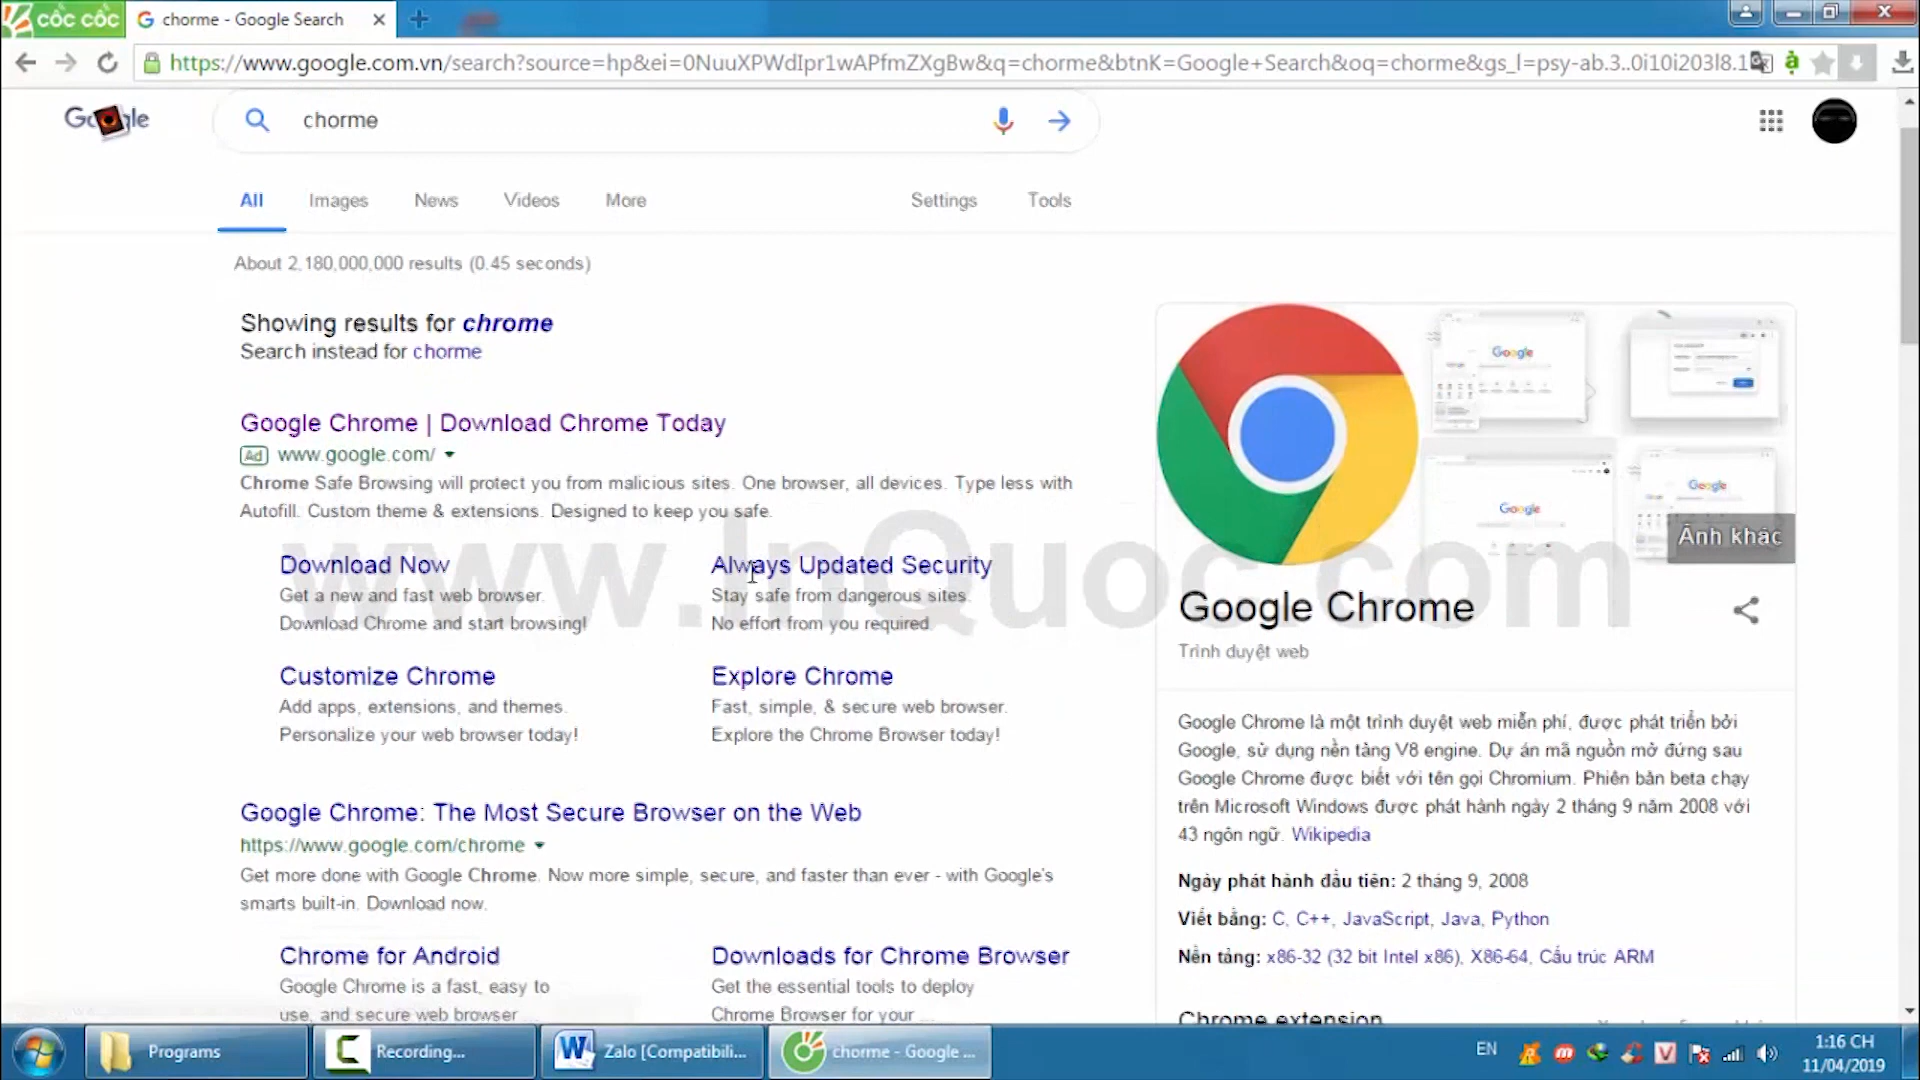 CỐC CỐC
chorme - Google Search
https://www.google.com.vn/search?source=hp&ei=0NuuXPWdIpr1wAPfmZXgBw&q=chorme&btnK=Google+Search&oq=chorme&gs_l=psy-ab.3..0i10i203l8.1
Google
chorme
All
Images
News
Videos
More
Settings
Tools
About 2,180,000,000 results (0.45 seconds)
Showing results for chrome
Search instead for chorme
Google Chrome | Download Chrome Today
Ad www.google.com/
Chrome Safe Browsing will protect you from malicious sites. One browser, all devices. Type less with
Autofill. Custom theme & extensions. Designed to keep you safe.
Download Now
Get a new and fast web browser.
Download Chrome and start browsing!
Always Updated Security
Stay safe from dangerous sites.
No effort from you required.
Customize Chrome
Add apps, extensions, and themes.
Personalize your web browser today!
Explore Chrome
Fast, simple, & secure web browser.
Explore the Chrome Browser today!
Google Chrome: The Most Secure Browser on the Web
https://www.google.com/chrome
Get more done with Google Chrome. Now more simple, secure, and faster than ever - with Google's
smarts built-in. Download now.
Chrome for Android
Google Chrome is a fast, easy to
use, and secure web browser ...
Downloads for Chrome Browser
Get the essential tools to deploy
Chrome Browser for your ...
www.InQuoc.com
Google
Google
Google
Ảnh khác
Google Chrome
Trình duyệt web
Google Chrome là một trình duyệt web miễn phí, được phát triển bởi
Google, sử dụng nền tảng V8 engine. Dự án mã nguồn mở đứng sau
Google Chrome được biết với tên gọi Chromium. Phiên bản beta chạy
trên Microsoft Windows được phát hành ngày 2 tháng 9 năm 2008 với
43 ngôn ngữ. Wikipedia
Ngày phát hành đầu tiên: 2 tháng 9, 2008
Viết bằng: C, C++, JavaScript, Java, Python
Nền tảng: x86-32 (32 bit Intel x86), X86-64, Cấu trúc ARM
Chrome extension
Programs
Recording...
Zalo [Compatibili...
chorme - Google ...
EN
1:16 CH
11/04/2019